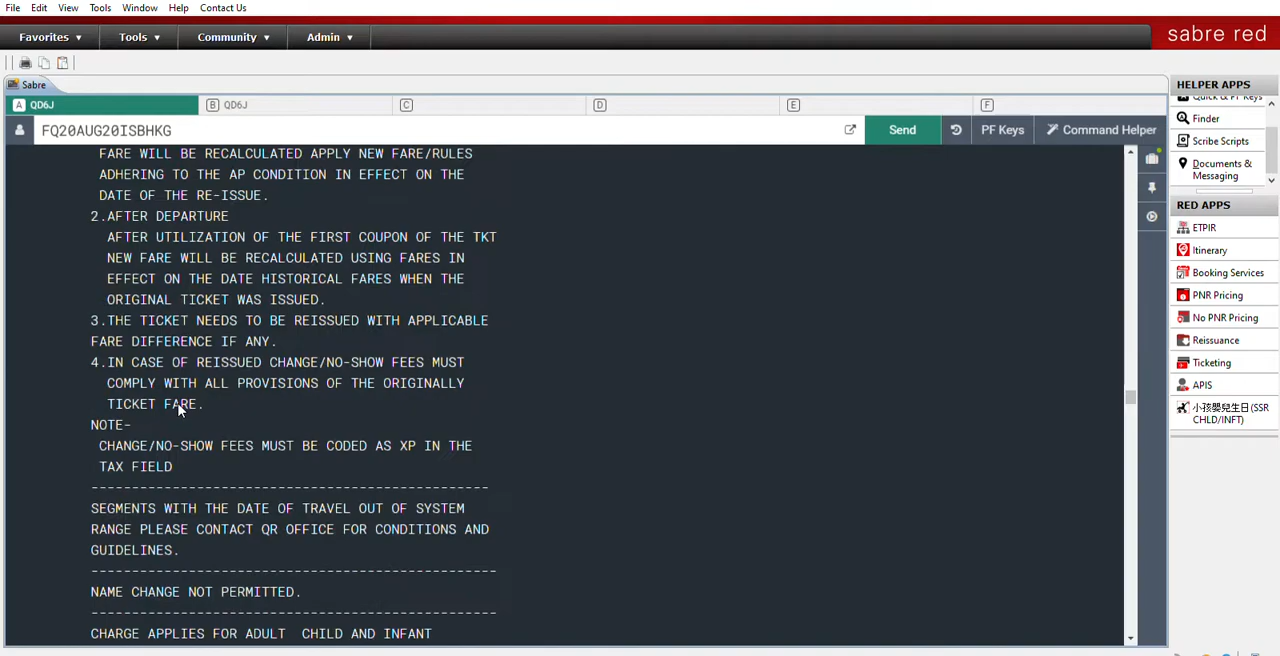 File Edit View Tools Window Help Contact Us
Favorites Tools Community Admin sabre red
Sabre
A QD6J B QD6J C D E F
FQ20AUG20ISBHKG Send PF Keys Command Helper
FARE WILL BE RECALCULATED APPLY NEW FARE/RULES
ADHERING TO THE AP CONDITION IN EFFECT ON THE
DATE OF THE RE-ISSUE.
2.AFTER DEPARTURE
AFTER UTILIZATION OF THE FIRST COUPON OF THE TKT
NEW FARE WILL BE RECALCULATED USING FARES IN
EFFECT ON THE DATE HISTORICAL FARES WHEN THE
ORIGINAL TICKET WAS ISSUED.
3.THE TICKET NEEDS TO BE REISSUED WITH APPLICABLE
FARE DIFFERENCE IF ANY.
4.IN CASE OF REISSUED CHANGE/NO-SHOW FEES MUST
COMPLY WITH ALL PROVISIONS OF THE ORIGINALLY
TICKET FARE.
NOTE-
CHANGE/NO-SHOW FEES MUST BE CODED AS XP IN THE
TAX FIELD
-------------------------------------------------
SEGMENTS WITH THE DATE OF TRAVEL OUT OF SYSTEM
RANGE PLEASE CONTACT QR OFFICE FOR CONDITIONS AND
GUIDELINES.
--------------------------------------------------
NAME CHANGE NOT PERMITTED.
--------------------------------------------------
CHARGE APPLIES FOR ADULT CHILD AND INFANT
HELPER APPS
Quick & PF Keys
Finder
Scribe Scripts
Documents &
Messaging
RED APPS
ETPIR
Itinerary
Booking Services
PNR Pricing
No PNR Pricing
Reissuance
Ticketing
APIS
小孩嬰兒生日(SSR
CHLD/INFT)